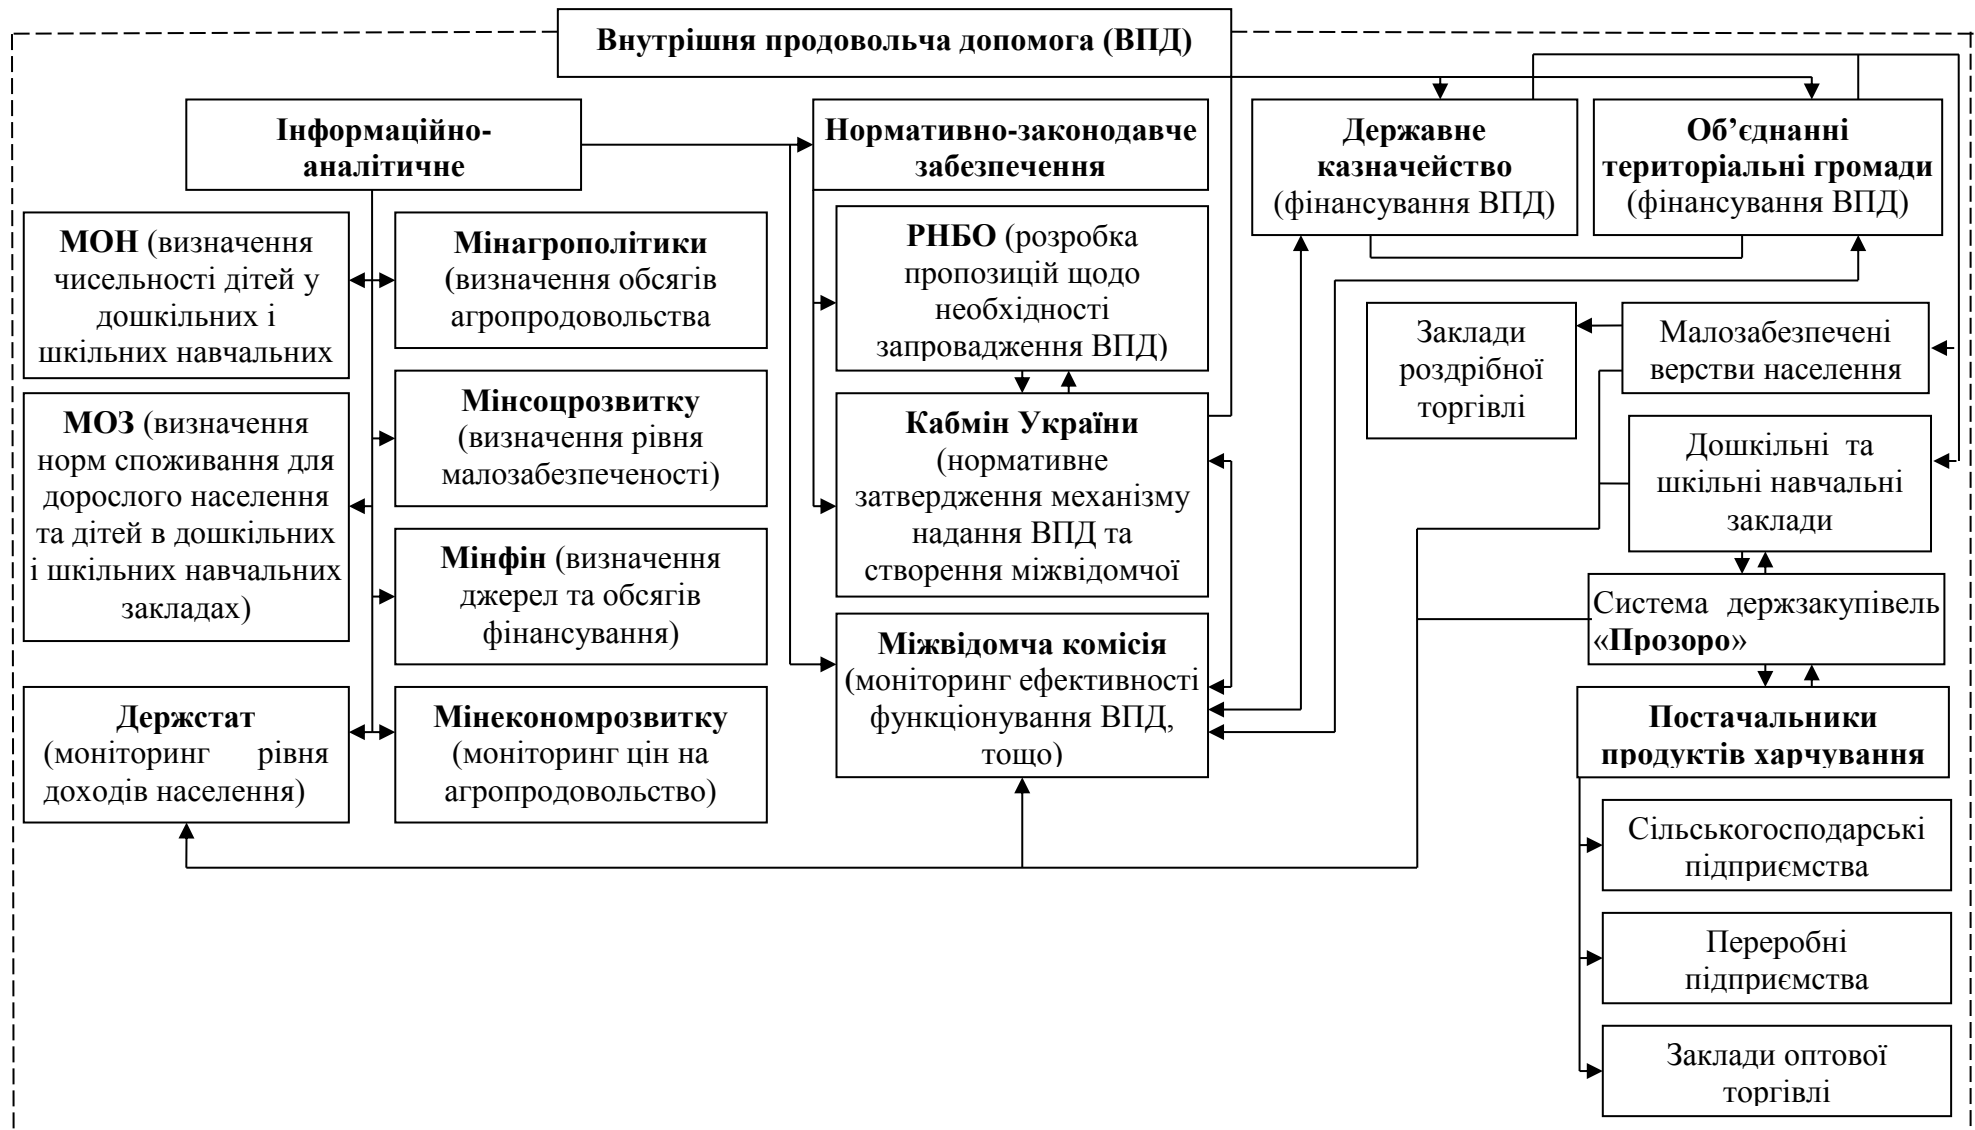 Внутрішня продовольча допомога (ВПД)
Інформаційно-
аналітичне
Нормативно-законодавче
забезпечення
Державне
казначейство
(фінансування ВПД)
Об’єднанні
територіальні громади
(фінансування ВПД)
МОН (визначення
чисельності дітей у
дошкільних і
шкільних навчальних
Мінагрополітики
(визначення обсягів
агропродовольства
РНБО (розробка
пропозицій щодо
необхідності
запровадження ВПД)
Заклади
роздрібної
торгівлі
Малозабезпечені
верстви населення
МОЗ (визначення
норм споживання для
дорослого населення
та дітей в дошкільних
і шкільних навчальних
закладах)
Мінсоцрозвитку
(визначення рівня
малозабезпеченості)
Кабмін України
(нормативне
затвердження механізму
надання ВПД та
створення міжвідомчої
Дошкільні та
шкільні навчальні
заклади
Мінфін (визначення
джерел та обсягів
фінансування)
Система держзакупівель
«Прозоро»
Міжвідомча комісія
(моніторинг ефективності
функціонування ВПД,
тощо)
Держстат
(моніторинг рівня
доходів населення)
Мінекономрозвитку
(моніторинг цін на
агропродовольство)
Постачальники
продуктів харчування
Сільськогосподарські
підприємства
Переробні
підприємства
Заклади оптової
торгівлі